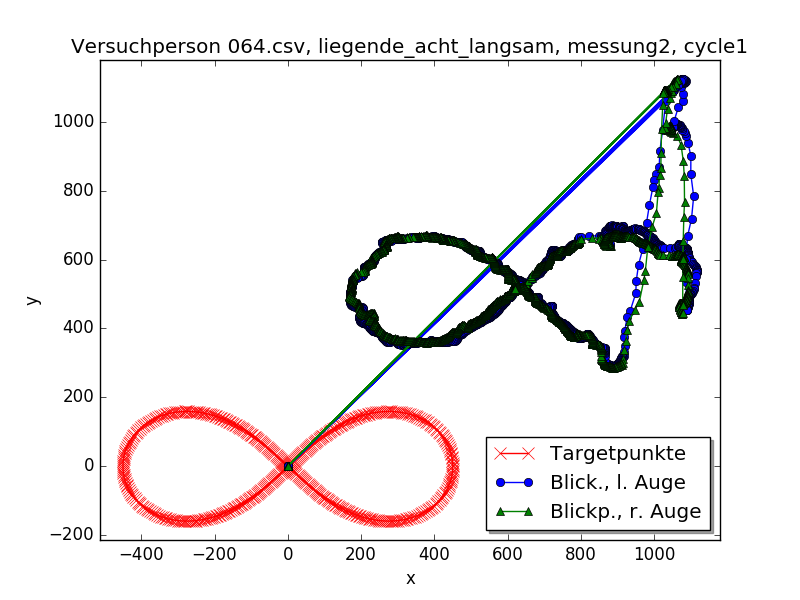 Versuchperson 064.csv, liegende_acht_langsam, messung2, cycle1
1000
800
600
400
200
0
−200
y
−400
−200
0
200
400
600
800
1000
x
Targetpunkte
Blick., l. Auge
Blickp., r. Auge